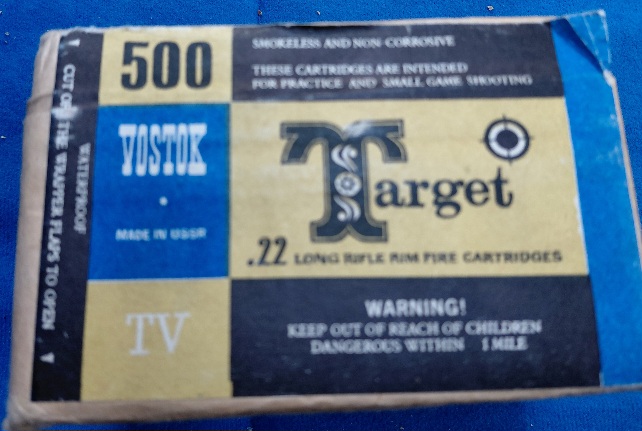 500
SMOKELESS AND NON CORROSIVE
THESE CARTRIDGES ARE INTENDED
FOR PRACTICE AND SMALL GAME SHOOTING
CUT OFF THE WRAPPER FLAPS TO OPEN
WATERPROOF
VOSTOK
MADE IN USSR
Target
.22 LONG RIFLE RIM FIRE CARTRIDGES
TV
WARNING!
KEEP OUT OF REACH OF CHILDREN
DANGEROUS WITHIN 1 MILE